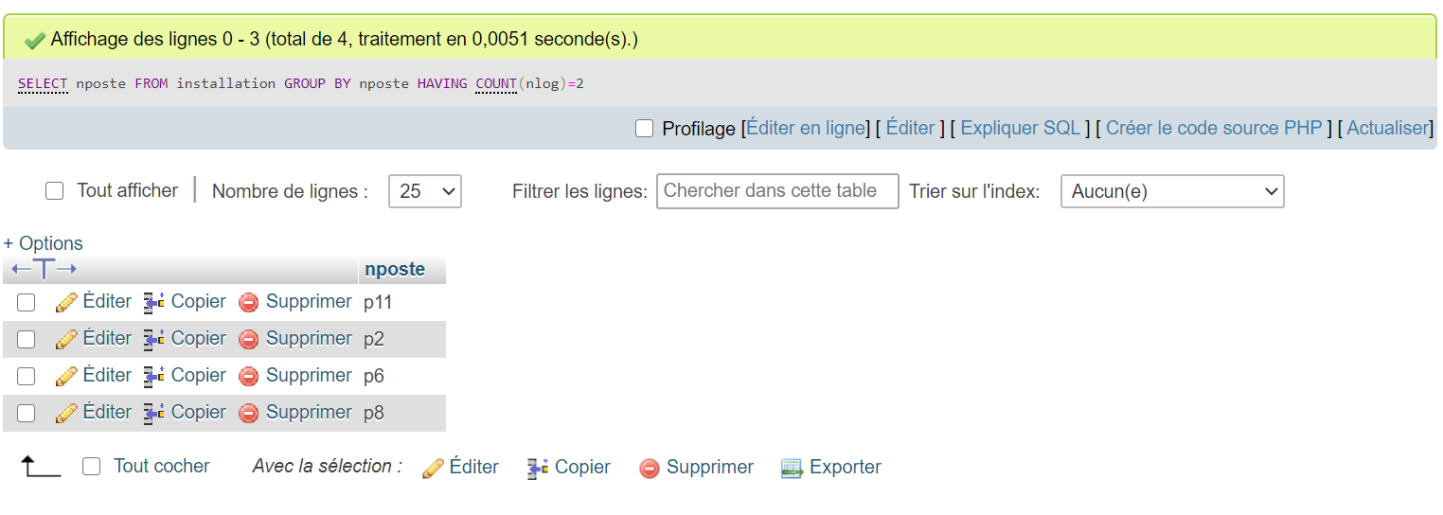 Affichage des lignes 0 - 3 (total de 4, traitement en 0,0051 seconde(s).)
SELECT nposte FROM installation GROUP BY nposte HAVING COUNT(nlog)=2
Profilage [Éditer en ligne] [ Éditer ] [ Expliquer SQL ] [ Créer le code source PHP ] [ Actualiser]
Tout afficher Nombre de lignes : 25 Filtrer les lignes: Chercher dans cette table Trier sur l'index: Aucun(e)
+ Options
←T→ nposte
Éditer Copier Supprimer p11
Éditer Copier Supprimer p2
Éditer Copier Supprimer p6
Éditer Copier Supprimer p8
Tout cocher Avec la sélection : Éditer Copier Supprimer Exporter